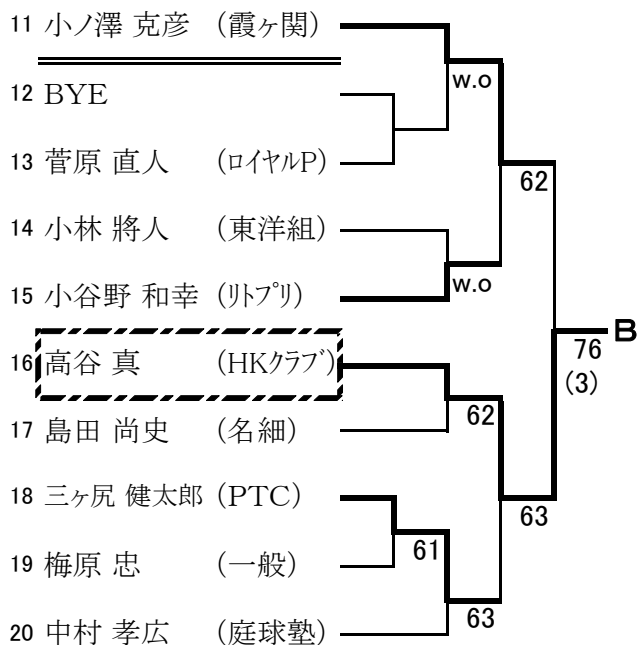 11 小ノ澤 克彦 (霞ヶ関)
w.o
12 BYE
13 菅原 直人 (ロイヤルP)
62
14 小林 將人 (東洋組)
w.o
15 小谷野 和幸 (リトプリ)
B
76
(3)
16 高谷 真 (HKクラブ)
62
17 島田 尚史 (名細)
18 三ヶ尻 健太郎 (PTC)
63
61
19 梅原 忠 (一般)
63
20 中村 孝広 (庭球塾)